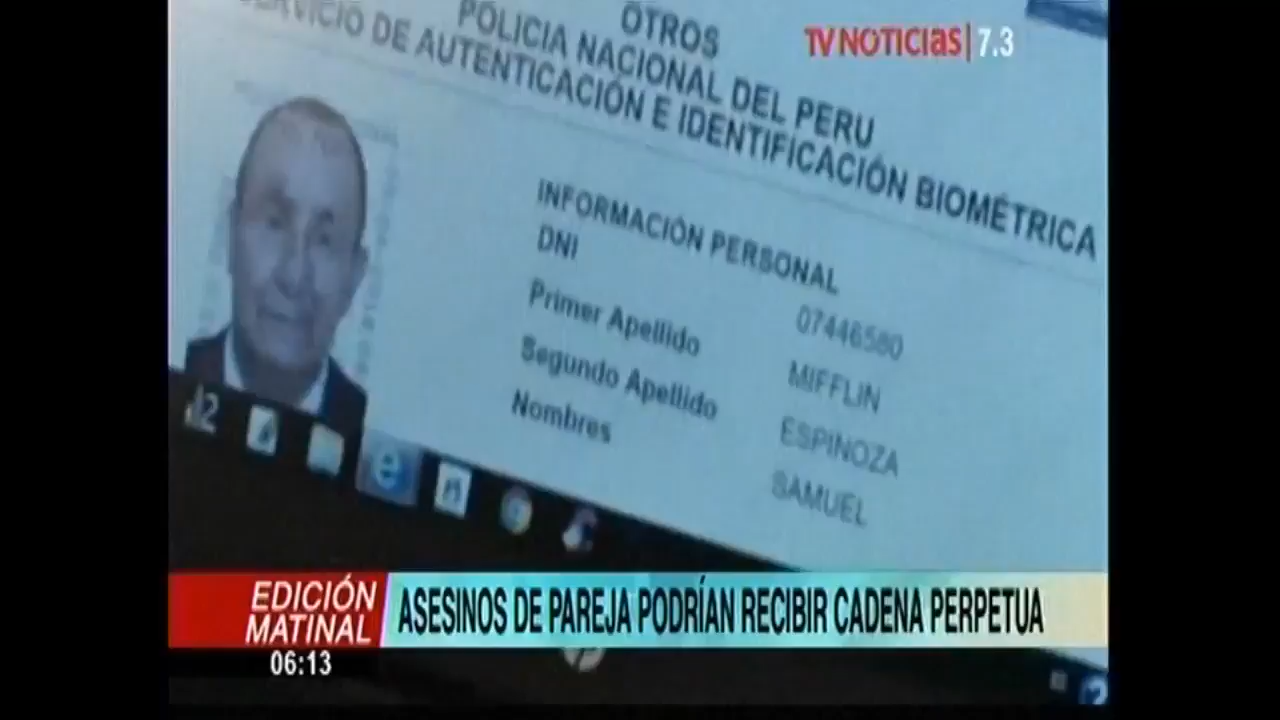 OTROS
POLICIA NACIONAL DEL PERU
SERVICIO DE AUTENTICACIÓN E IDENTIFICACIÓN BIOMÉTRICA
TV NOTICIAS 7.3
INFORMACIÓN PERSONAL
DNI 07446580
Primer Apellido MIFFLIN
Segundo Apellido ESPINOZA
Nombres SAMUEL
EDICIÓN MATINAL
ASESINOS DE PAREJA PODRÍAN RECIBIR CADENA PERPETUA
06:13